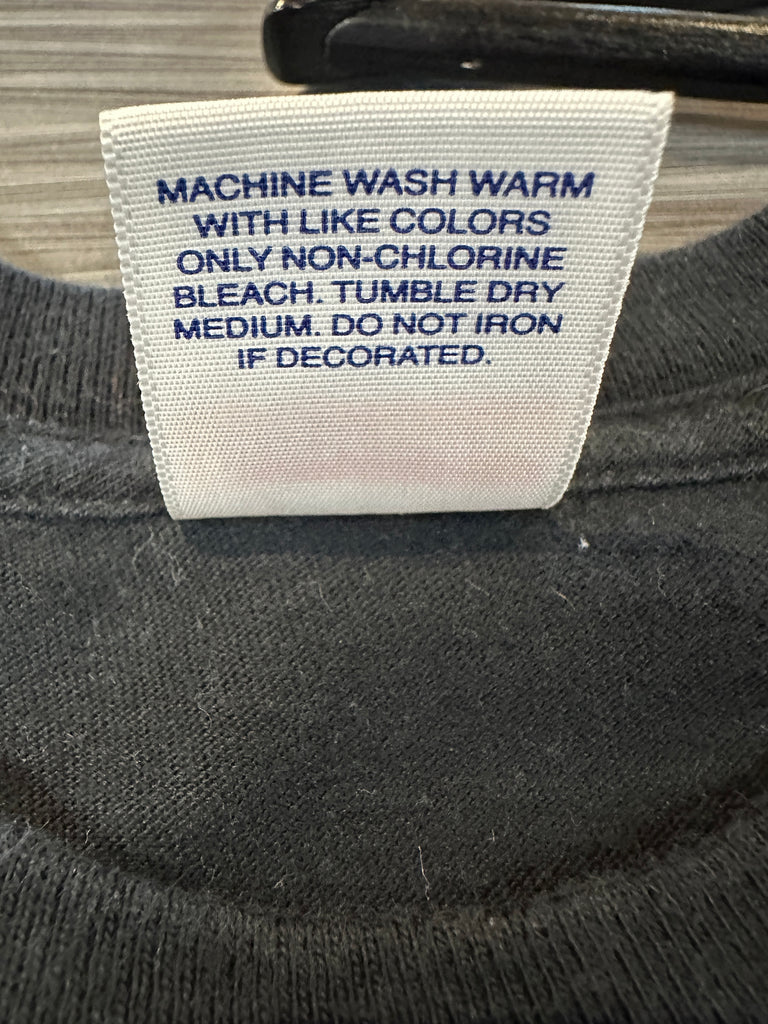 MACHINE WASH WARM
WITH LIKE COLORS
ONLY NON-CHLORINE
BLEACH. TUMBLE DRY
MEDIUM. DO NOT IRON
IF DECORATED.